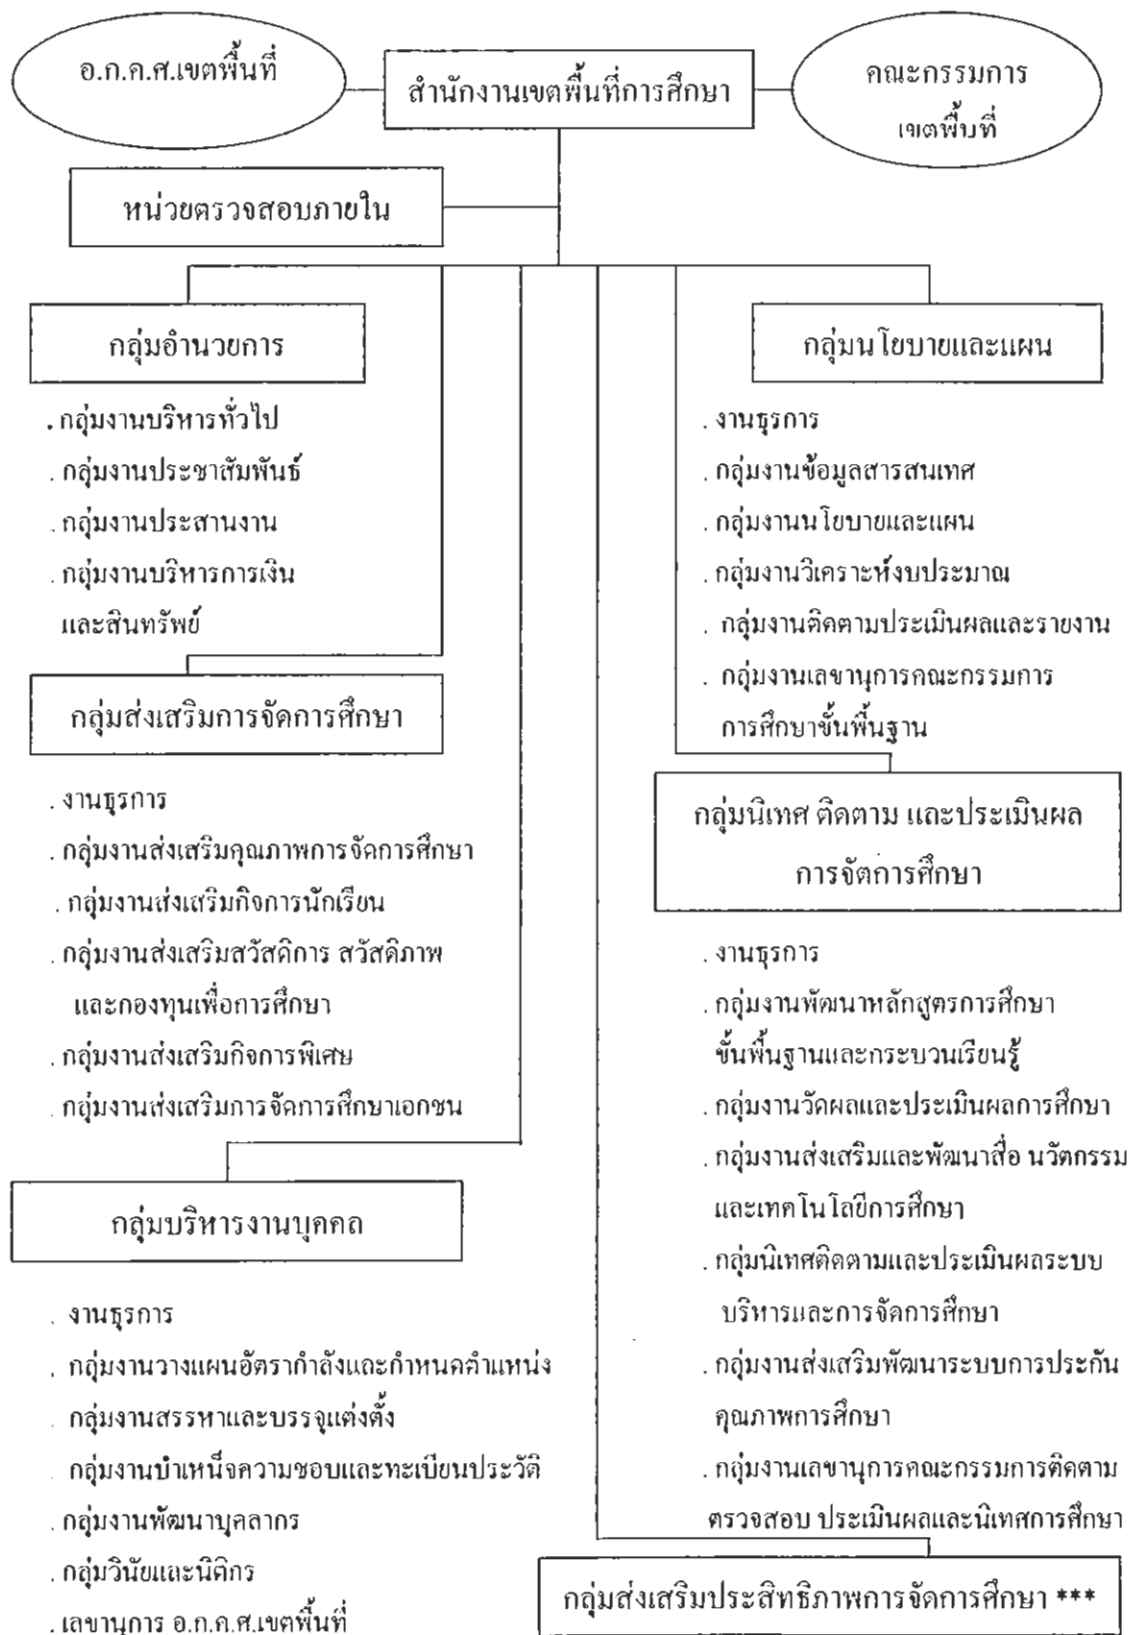 อ.ก.ค.ศ.เขตพื้นที่
สำนักงานเขตพื้นที่การศึกษา
คณะกรรมการ
เขตพื้นที่
หน่วยตรวจสอบภายใน
กลุ่มอำนวยการ
. กลุ่มงานบริหารทั่วไป
. กลุ่มงานประชาสัมพันธ์
. กลุ่มงานประสานงาน
. กลุ่มงานบริหารการเงิน
และสินทรัพย์
กลุ่มส่งเสริมการจัดการศึกษา
. งานธุรการ
. กลุ่มงานส่งเสริมคุณภาพการจัดการศึกษา
. กลุ่มงานส่งเสริมกิจการนักเรียน
. กลุ่มงานส่งเสริมสวัสดิการ สวัสดิภาพ
และกองทุนเพื่อการศึกษา
. กลุ่มงานส่งเสริมกิจการพิเศษ
. กลุ่มงานส่งเสริมการจัดการศึกษาเอกชน
กลุ่มบริหารงานบุคคล
. งานธุรการ
. กลุ่มงานวางแผนอัตรากำลังและกำหนดตำแหน่ง
. กลุ่มงานสรรหาและบรรจุแต่งตั้ง
. กลุ่มงานบำเหน็จความชอบและทะเบียนประวัติ
. กลุ่มงานพัฒนาบุคลากร
. กลุ่มวินัยและนิติกร
. เลขานุการ อ.ก.ค.ศ.เขตพื้นที่
กลุ่มนโยบายและแผน
. งานธุรการ
. กลุ่มงานข้อมูลสารสนเทศ
. กลุ่มงานนโยบายและแผน
. กลุ่มงานวิเคราะห์งบประมาณ
. กลุ่มงานติดตามประเมินผลและรายงาน
. กลุ่มงานเลขานุการคณะกรรมการ
การศึกษาขั้นพื้นฐาน
กลุ่มนิเทศ ติดตาม และประเมินผล
การจัดการศึกษา
. งานธุรการ
. กลุ่มงานพัฒนาหลักสูตรการศึกษา
ขั้นพื้นฐานและกระบวนเรียนรู้
. กลุ่มงานวัดผลและประเมินผลการศึกษา
. กลุ่มงานส่งเสริมและพัฒนาสื่อ นวัตกรรม
และเทคโนโลยีการศึกษา
. กลุ่มนิเทศติดตามและประเมินผลระบบ
บริหารและการจัดการศึกษา
. กลุ่มงานส่งเสริมพัฒนาระบบการประกัน
คุณภาพการศึกษา
. กลุ่มงานเลขานุการคณะกรรมการติดตาม
ตรวจสอบ ประเมินผลและนิเทศการศึกษา
กลุ่มส่งเสริมประสิทธิภาพการจัดการศึกษา ***